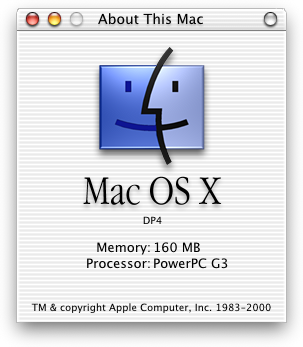 About This Mac
Mac OS X
DP4
Memory: 160 MB
Processor: PowerPC G3
TM & copyright Apple Computer, Inc. 1983-2000